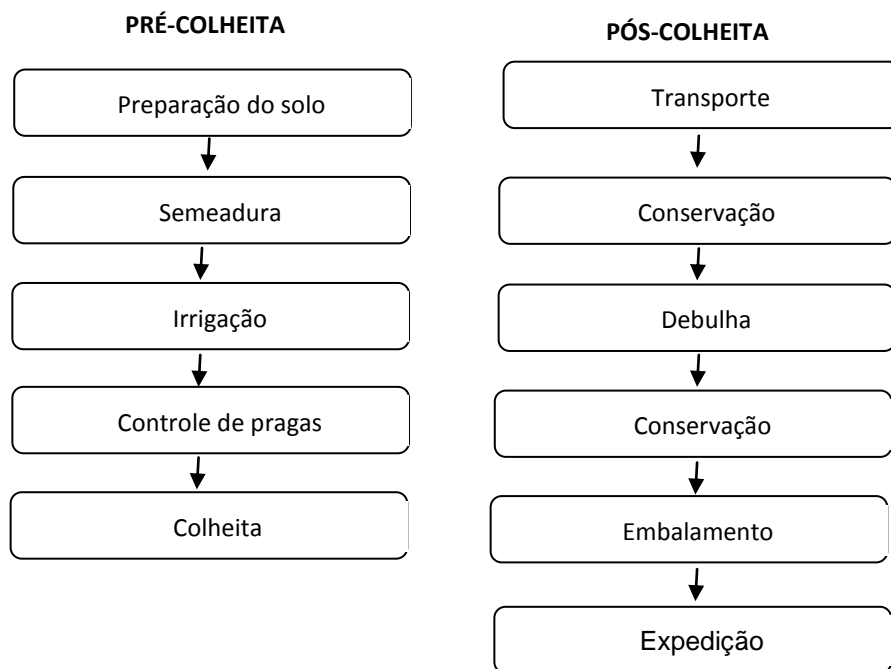 PRÉ-COLHEITA
Preparação do solo
Semeadura
Irrigação
Controle de pragas
Colheita
PÓS-COLHEITA
Transporte
Conservação
Debulha
Conservação
Embalamento
Expedição